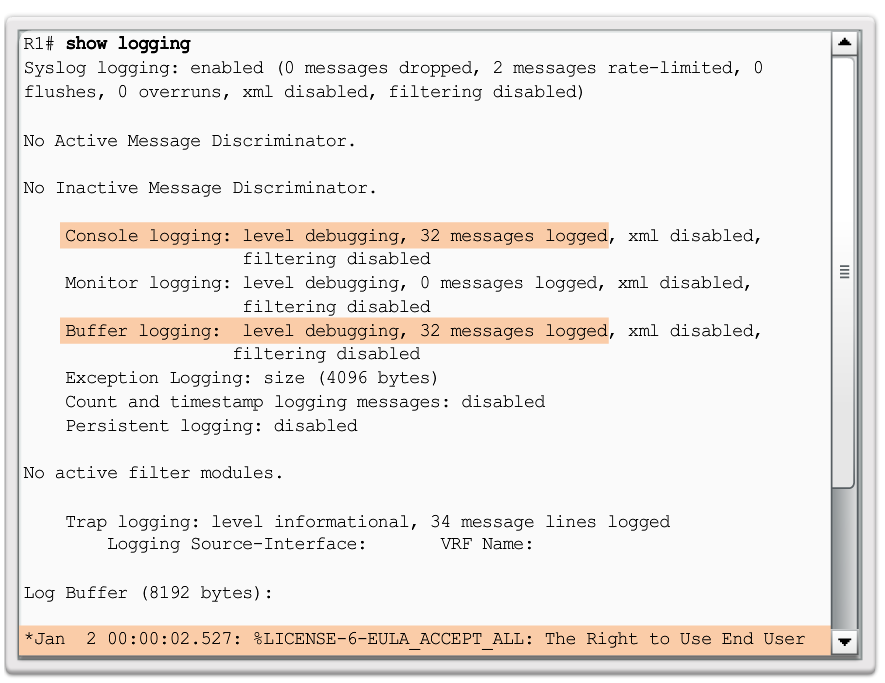 R1# show logging
Syslog logging: enabled (0 messages dropped, 2 messages rate-limited, 0
flushes, 0 overruns, xml disabled, filtering disabled)
No Active Message Discriminator.
No Inactive Message Discriminator.
Console logging: level debugging, 32 messages logged, xml disabled,
filtering disabled
Monitor logging: level debugging, 0 messages logged, xml disabled,
filtering disabled
Buffer logging:  level debugging, 32 messages logged, xml disabled,
filtering disabled
Exception Logging: size (4096 bytes)
Count and timestamp logging messages: disabled
Persistent logging: disabled
No active filter modules.
Trap logging: level informational, 34 message lines logged
Logging Source-Interface:       VRF Name:
Log Buffer (8192 bytes):
*Jan  2 00:00:02.527: %LICENSE-6-EULA_ACCEPT_ALL: The Right to Use End User